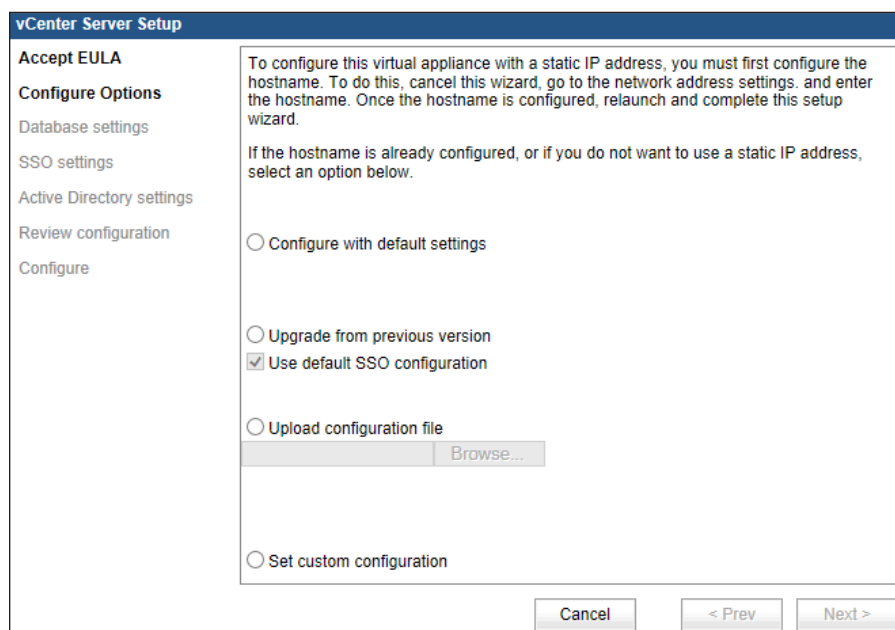 vCenter Server Setup
Accept EULA
Configure Options
Database settings
SSO settings
Active Directory settings
Review configuration
Configure
To configure this virtual appliance with a static IP address, you must first configure the
hostname. To do this, cancel this wizard, go to the network address settings. and enter
the hostname. Once the hostname is configured, relaunch and complete this setup
wizard.
If the hostname is already configured, or if you do not want to use a static IP address,
select an option below.
Configure with default settings
Upgrade from previous version
Use default SSO configuration
Upload configuration file
Browse...
Set custom configuration
Cancel
< Prev
Next >